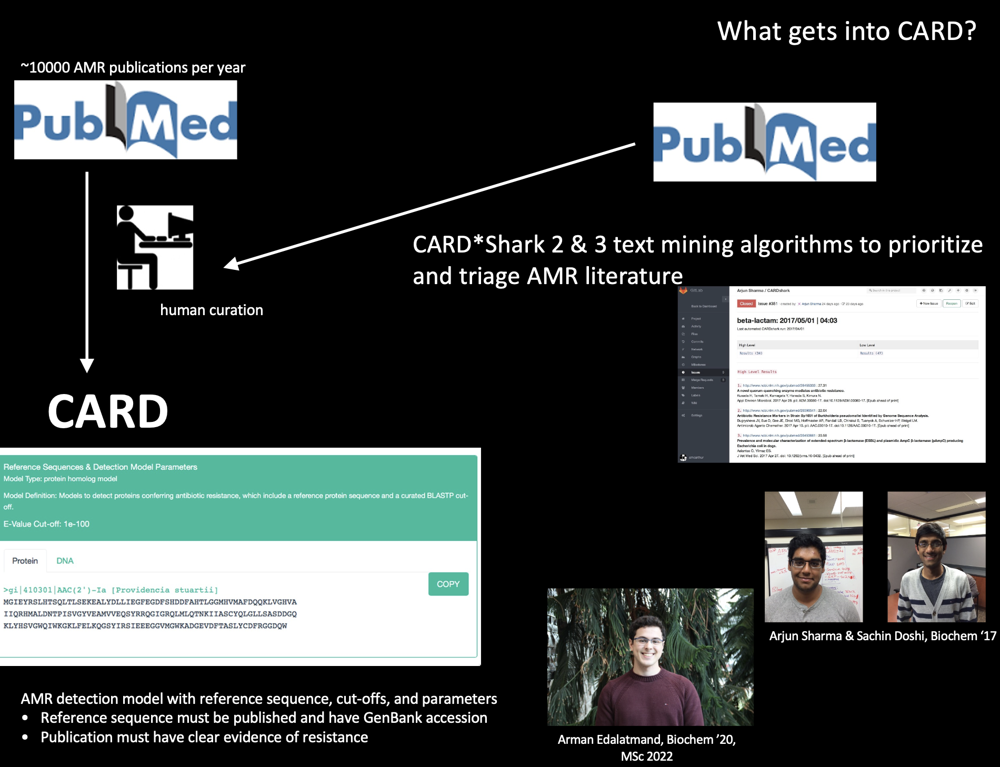 What gets into CARD?
~10000 AMR publications per year
PubMed
PubMed
human curation
CARD*Shark 2 & 3 text mining algorithms to prioritize
and triage AMR literature
GitLab
Back to Dashboard
Project
Activity
Files
Commits
Network
Graphs
Milestones
Issues 0
Merge Requests 0
Members
Labels
Wiki
Settings
amcarthur
Arjun Sharma / CARDshark
Search in this project
Closed Issue #351 · created by Arjun Sharma 24 days ago · 23 days ago
+ New Issue Reopen Edit
beta-lactam: 2017/05/01 | 04:03
Last automated CARDshark run: 2017/04/01
High Level Low Level
Results (34) Results (47)
High Level Results
1. http://www.ncbi.nlm.nih.gov/pubmed/28455333 : 27.31
A novel quorum-quenching enzyme mediates antibiotic resistance.
Kusada H, Tamaki H, Kamagata Y, Hanada S, Kimura N.
Appl Environ Microbiol. 2017 Apr 28. pii: AEM.00080-17. doi:10.1128/AEM.00080-17. [Epub ahead of print]
2. http://www.ncbi.nlm.nih.gov/pubmed/28396541 : 22.04
Antibiotic Resistance Markers in Strain Bp1651 of Burkholderia pseudomallei Identified by Genome Sequence Analysis.
Bugrysheva JV, Sue D, Gee JE, Elrod MG, Hoffmaster AR, Randall LB, Chirakul S, Tuanyok A, Schweizer HP, Weigel LM.
Antimicrob Agents Chemother. 2017 Apr 10. pii: AAC.00010-17. doi:10.1128/AAC.00010-17. [Epub ahead of print]
3. http://www.ncbi.nlm.nih.gov/pubmed/28450661 : 20.58
Prevalence and molecular characterization of extended-spectrum β-lactamase (ESBL) and plasmidic AmpC β-lactamase (pAmpC) producing
Escherichia coli in dogs.
Aslantas Ö, Yilmaz ES.
J Vet Med Sci. 2017 Apr 27. doi: 10.1292/jvms.16-0432. [Epub ahead of print]
CARD
Reference Sequences & Detection Model Parameters
Model Type: protein homolog model
Model Definition: Models to detect proteins conferring antibiotic resistance, which include a reference protein sequence and a curated BLASTP cut-
off.
E-Value Cut-off: 1e-100
Protein DNA
COPY
>gi|410301|AAC(2')-Ia [Providencia stuartii]
MGIEYRSLHTSQLTLSEKEALYDLLIEGFEGDFSHDDFAHTLGGMHVMAFDQQKLVGHVA
IIQRHMALDNTPISVGYVEAMVVEQSYRRQGIGRQLMLQTNKIIASCYQLGLLSASDDGQ
KLYHSVGWQIWKGKLFELKQGSYIRSIEEEGGVMGWKADGEVDFTASLYCDFRGGDQW
AMR detection model with reference sequence, cut-offs, and parameters
• Reference sequence must be published and have GenBank accession
• Publication must have clear evidence of resistance
Arjun Sharma & Sachin Doshi, Biochem ‘17
Arman Edalatmand, Biochem ’20,
MSc 2022